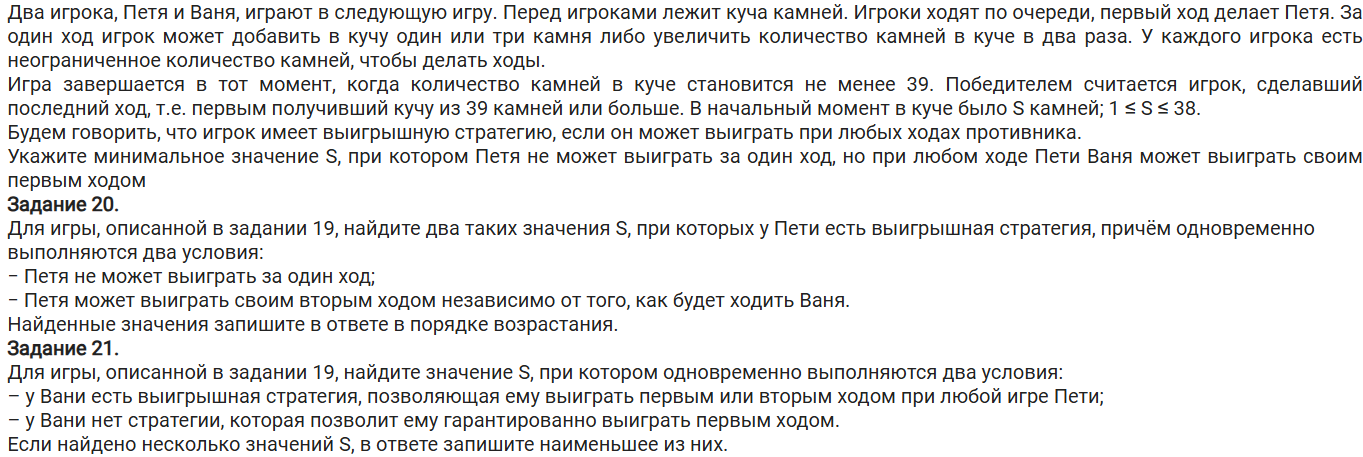 Два игрока, Петя и Ваня, играют в следующую игру. Перед игроками лежит куча камней. Игроки ходят по очереди, первый ход делает Петя. За
один ход игрок может добавить в кучу один или три камня либо увеличить количество камней в куче в два раза. У каждого игрока есть
неограниченное количество камней, чтобы делать ходы.
Игра завершается в тот момент, когда количество камней в куче становится не менее 39. Победителем считается игрок, сделавший
последний ход, т.е. первым получивший кучу из 39 камней или больше. В начальный момент в куче было S камней; 1 ≤ S ≤ 38.
Будем говорить, что игрок имеет выигрышную стратегию, если он может выиграть при любых ходах противника.
Укажите минимальное значение S, при котором Петя не может выиграть за один ход, но при любом ходе Пети Ваня может выиграть своим
первым ходом
Задание 20.
Для игры, описанной в задании 19, найдите два таких значения S, при которых у Пети есть выигрышная стратегия, причём одновременно
выполняются два условия:
− Петя не может выиграть за один ход;
− Петя может выиграть своим вторым ходом независимо от того, как будет ходить Ваня.
Найденные значения запишите в ответе в порядке возрастания.
Задание 21.
Для игры, описанной в задании 19, найдите значение S, при котором одновременно выполняются два условия:
– у Вани есть выигрышная стратегия, позволяющая ему выиграть первым или вторым ходом при любой игре Пети;
– у Вани нет стратегии, которая позволит ему гарантированно выиграть первым ходом.
Если найдено несколько значений S, в ответе запишите наименьшее из них.